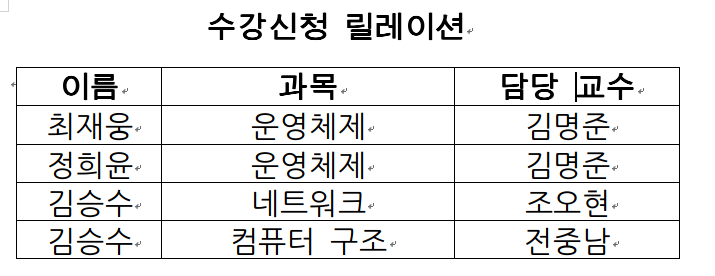 수강신청 릴레이션
이름 과목 담당 교수
최재웅 운영체제 김명준
정희윤 운영체제 김명준
김승수 네트워크 조오현
김승수 컴퓨터 구조 전중남